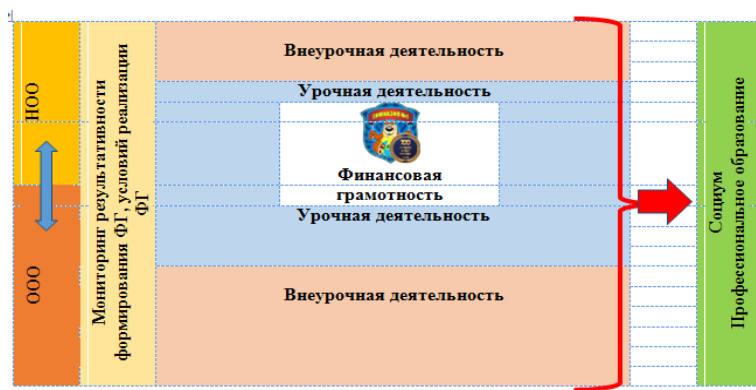 НОО
ООО
Мониторинг результативности
формирования ФГ, условий реализации
ФГ
Внеурочная деятельность
Урочная деятельность
Финансовая
грамотность
Урочная деятельность
Внеурочная деятельность
Социум
Профессиональное образование